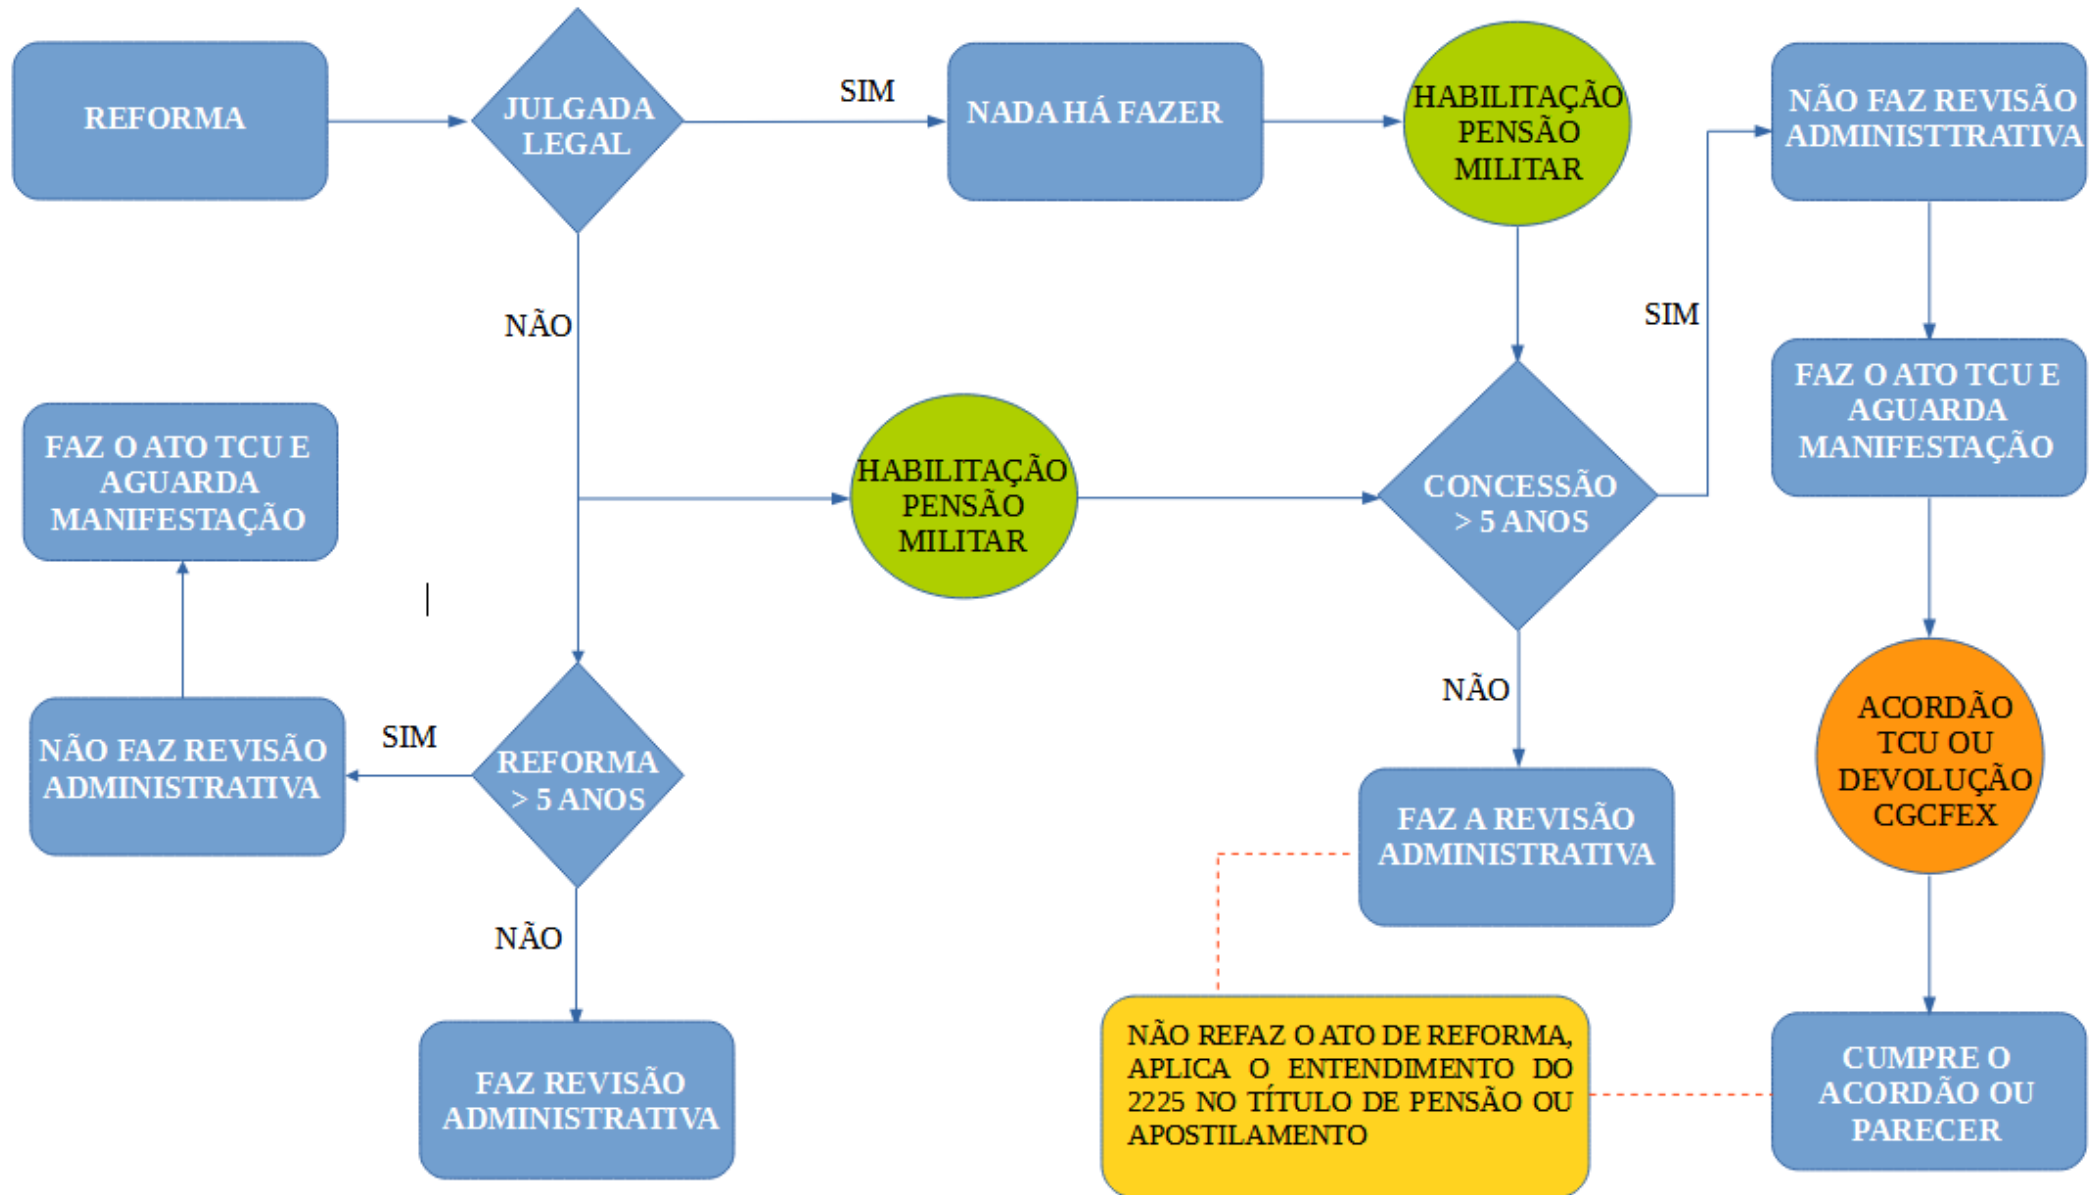 REFORMA
JULGADA
LEGAL
SIM
NADA HÁ FAZER
HABILITAÇÃO
PENSÃO
MILITAR
NÃO FAZ REVISÃO
ADMINISTTRATIVA
NÃO
SIM
FAZ O ATO TCU E
AGUARDA
MANIFESTAÇÃO
FAZ O ATO TCU E
AGUARDA
MANIFESTAÇÃO
HABILITAÇÃO
PENSÃO
MILITAR
CONCESSÃO
> 5 ANOS
NÃO
NÃO FAZ REVISÃO
ADMINISTRATIVA
SIM
REFORMA
> 5 ANOS
ACORDÃO
TCU OU
DEVOLUÇÃO
CGCFEX
FAZ A REVISÃO
ADMINISTRATIVA
NÃO
FAZ REVISÃO
ADMINISTRATIVA
NÃO REFAZ O ATO DE REFORMA,
APLICA O ENTENDIMENTO DO
2225 NO TÍTULO DE PENSÃO OU
APOSTILAMENTO
CUMPRE O
ACORDÃO OU
PARECER